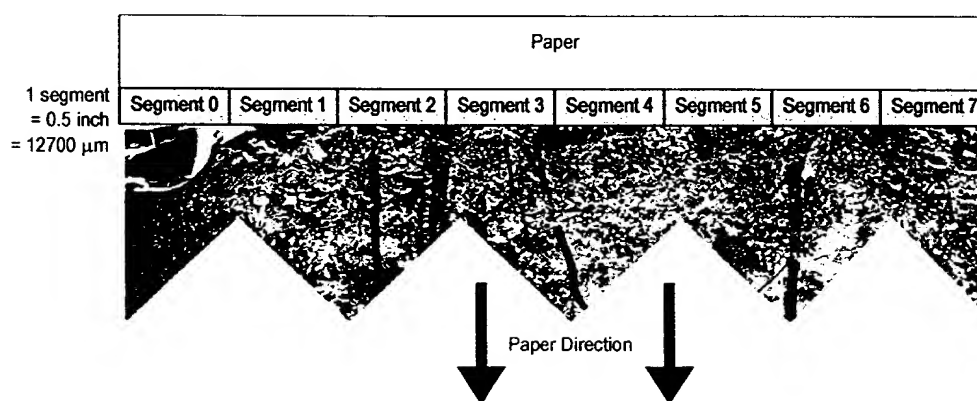 Paper
1 segment
= 0.5 inch
= 12700 µm
Segment 0 Segment 1 Segment 2 Segment 3 Segment 4 Segment 5 Segment 6 Segment 7
Paper Direction